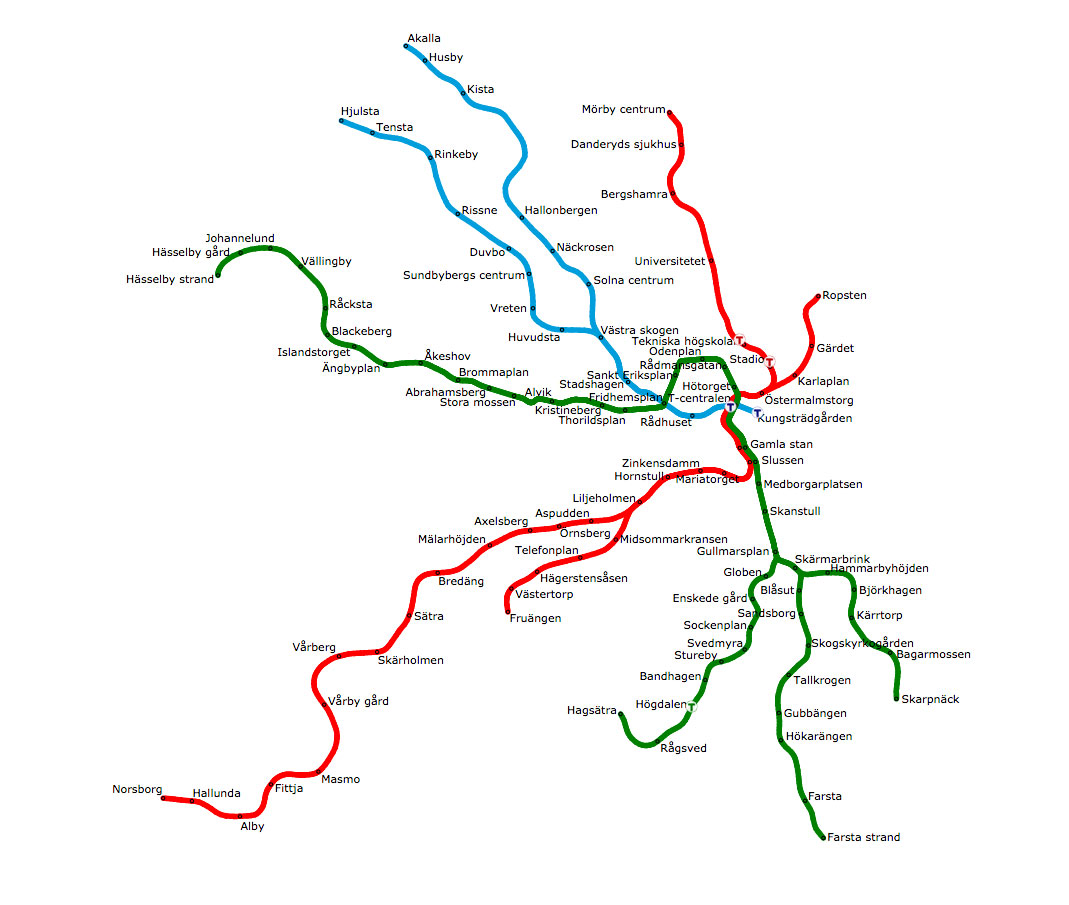 Akalla
Husby
Kista
Hjulsta
Tensta
Mörby centrum
Danderyds sjukhus
Rinkeby
Bergshamra
Rissne
Hallonbergen
Johannelund
Hässelby gård
Duvbo
Näckrosen
Vällingby
Universitetet
Hässelby strand
Sundbybergs centrum
Solna centrum
Ropsten
Råcksta
Vreten
Blackeberg
Huvudsta
Västra skogen
Tekniska högskolan
Gärdet
Islandstorget
Åkeshov
Odenplan
Stadion
Ängbyplan
Brommaplan
Rådmansgatan
Sankt Eriksplan
Karlaplan
Stadshagen
Hötorget
Abrahamsberg
Alvik
Fridhemsplan
T-centralen
Östermalmstorg
Stora mossen
Kristineberg
Thorildsplan
Rådhuset
Kungsträdgården
Gamla stan
Zinkensdamm
Slussen
Hornstull
Mariatorget
Medborgarplatsen
Liljeholmen
Aspudden
Skanstull
Axelsberg
Örnsberg
Mälarhöjden
Midsommarkransen
Telefonplan
Gullmarsplan
Skärmarbrink
Hammarbyhöjden
Bredäng
Hägerstensåsen
Globen
Blåsut
Björkhagen
Västertorp
Enskede gård
Sätra
Fruängen
Sandsborg
Kärrtorp
Sockenplan
Vårberg
Svedmyra
Skogskyrkogården
Skärholmen
Stureby
Bagarmossen
Bandhagen
Tallkrogen
Vårby gård
Högdalen
Skarpnäck
Hagsätra
Gubbängen
Hökarängen
Rågsved
Masmo
Norsborg
Hallunda
Fittja
Farsta
Alby
Farsta strand